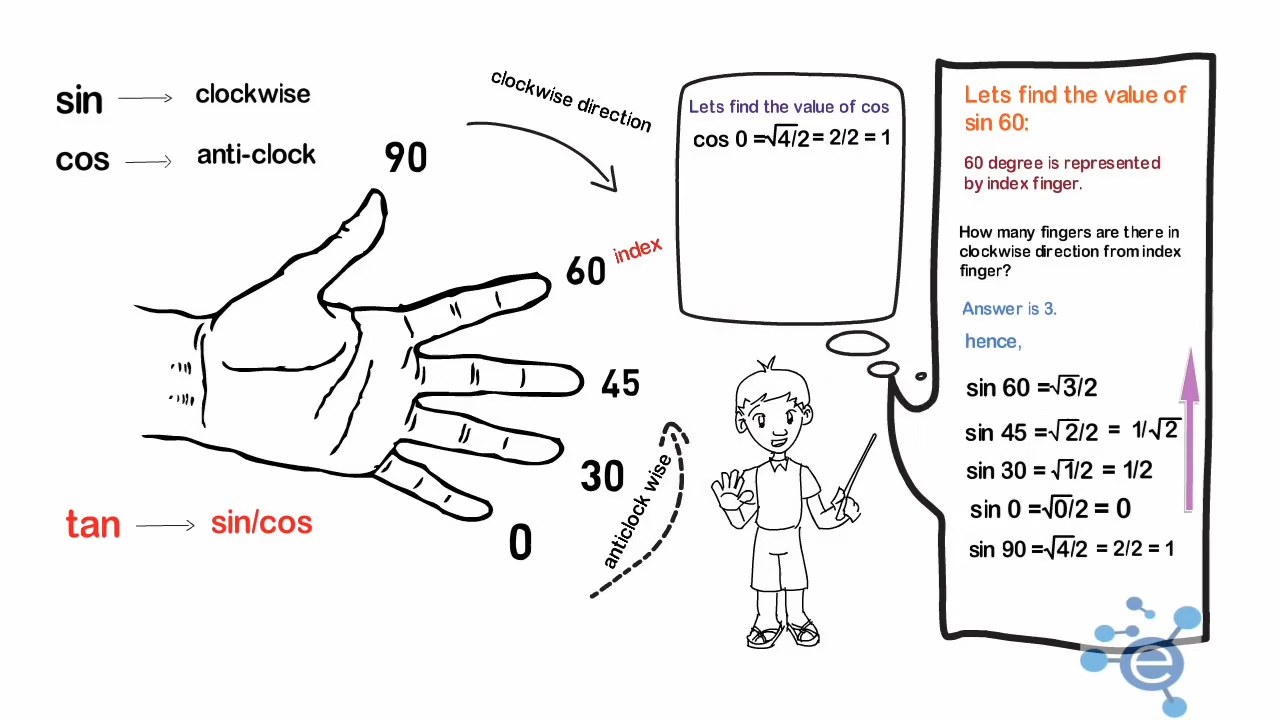 sin → clockwise
cos → anti-clock
90
clockwise direction
60 index
45
30
0
anticlock wise
tan → sin/cos
Lets find the value of cos
cos 0 =√4/2 = 2/2 = 1
Lets find the value of
sin 60:
60 degree is represented
by index finger.
How many fingers are there in
clockwise direction from index
finger?
Answer is 3.
hence,
sin 60 =√3/2
sin 45 =√2/2 = 1/√2
sin 30 = √1/2 = 1/2
sin 0 =√0/2 = 0
sin 90 =√4/2 = 2/2 = 1
e